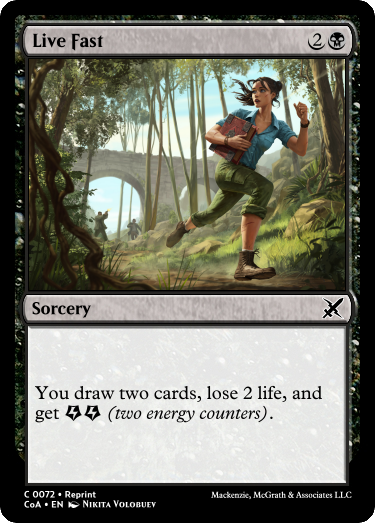 Live Fast 2
Sorcery
You draw two cards, lose 2 life, and
get (two energy counters).
C 0072 • Reprint
CoA • EN Nikita Volobuev
Mackenzie, McGrath & Associates LLC